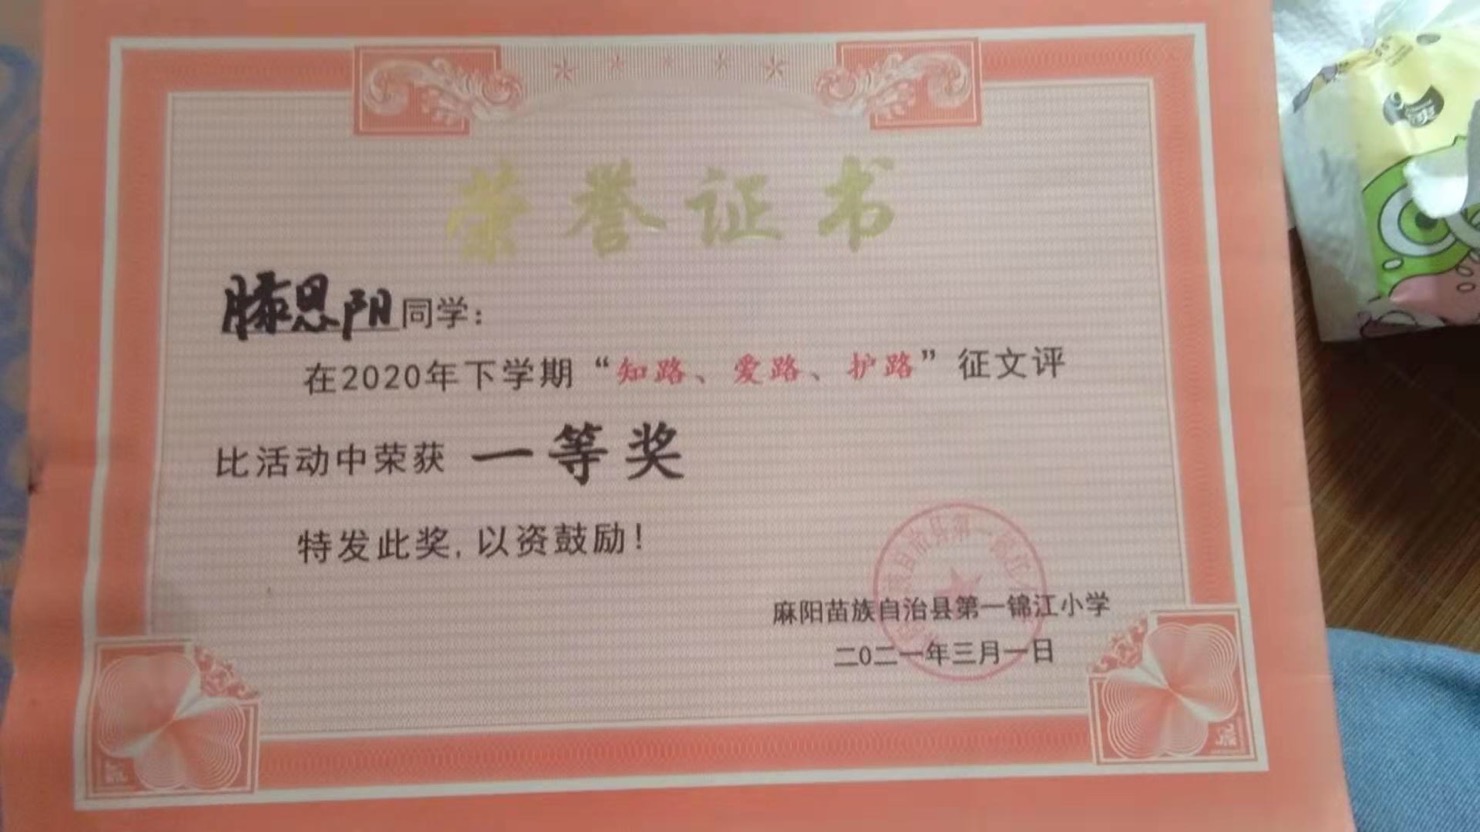 荣誉证书
滕恩阳同学：
在2020年下学期“知路、爱路、护路”征文评
比活动中荣获 一等奖
特发此奖，以资鼓励！
麻阳苗族自治县第一锦江小学
二0二一年三月一日